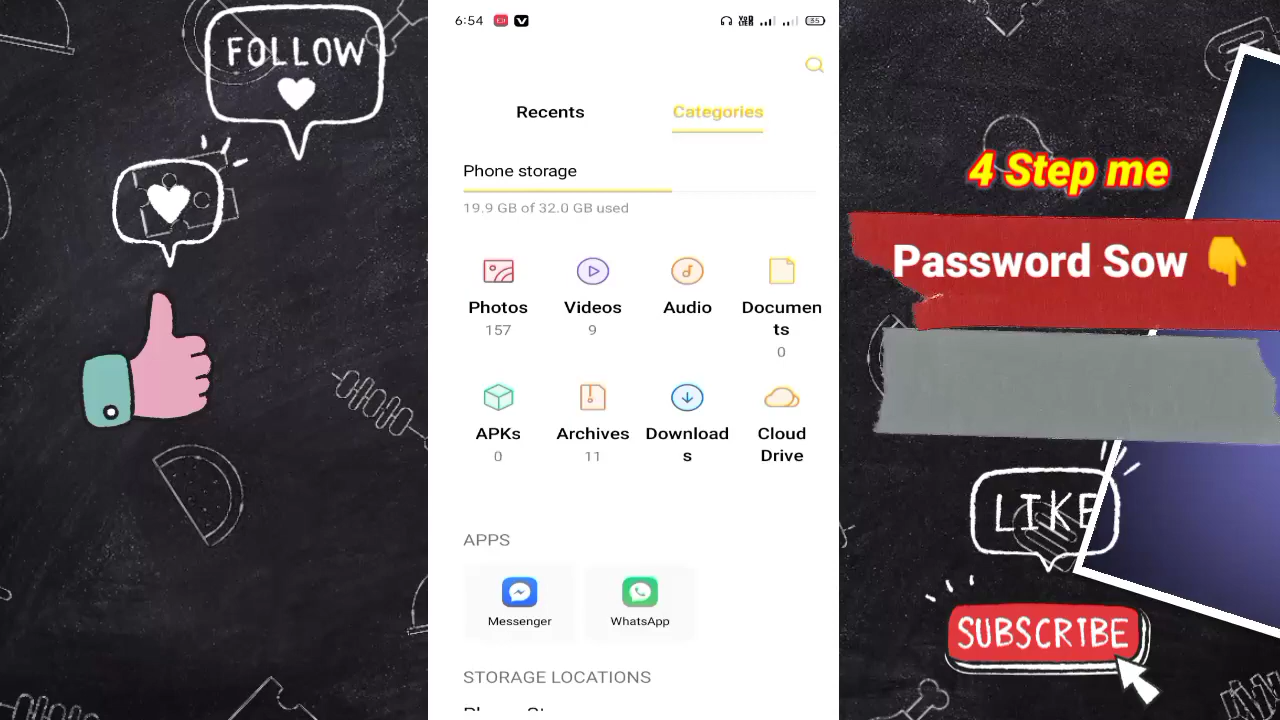 FOLLOW
6:54
35
Recents
Categories
Phone storage
19.9 GB of 32.0 GB used
Photos
157
Videos
9
Audio
Documen
ts
0
APKs
0
Archives
11
Download
s
Cloud
Drive
APPS
Messenger
WhatsApp
STORAGE LOCATIONS
4 Step me
Password Sow 👇
LIKE
SUBSCRIBE